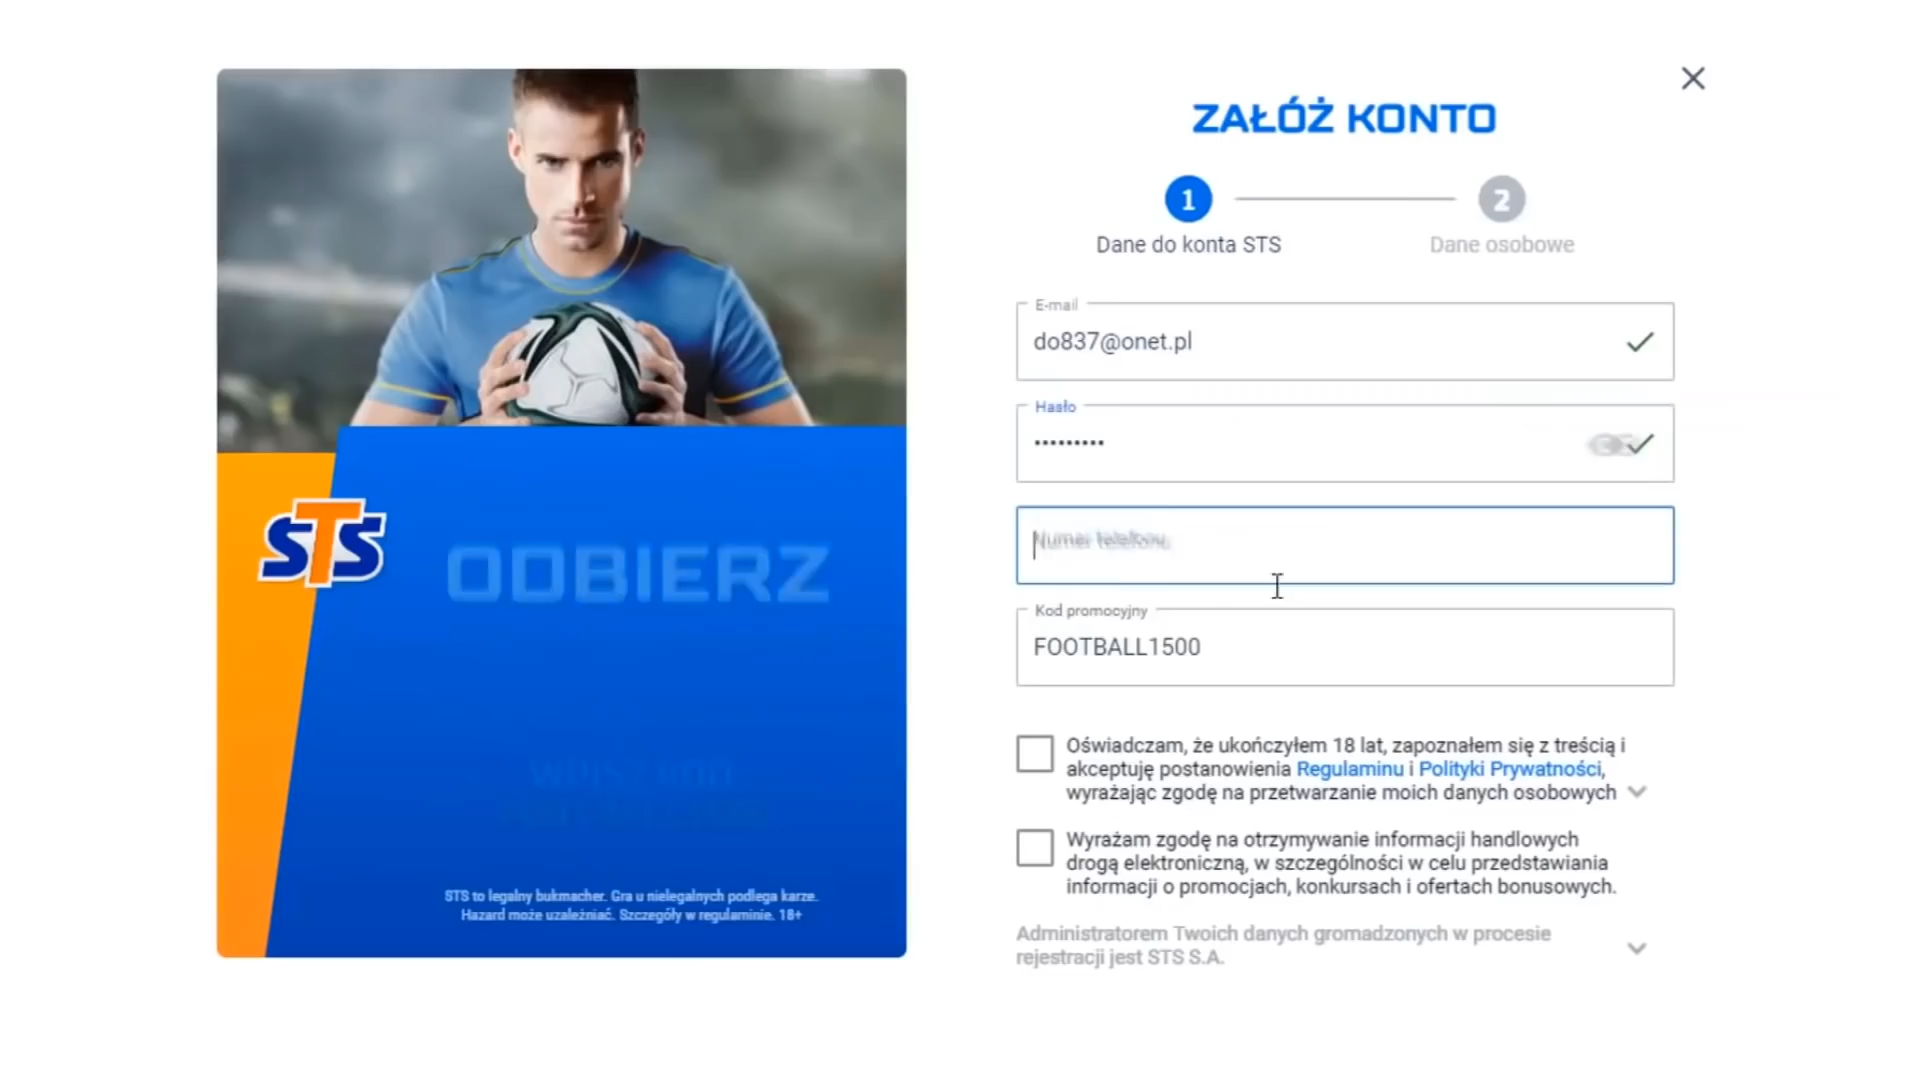 STS
ODBIERZ
WPISZ KOD
STS to legalny bukmacher. Gra u nielegalnych podlega karze.
Hazard może uzależniać. Szczegóły w regulaminie. 18+
ZAŁÓŻ KONTO
1
2
Dane do konta STS
Dane osobowe
E-mail
do837@onet.pl
Hasło
•••••••••
Numer telefonu
Kod promocyjny
FOOTBALL1500
Oświadczam, że ukończyłem 18 lat, zapoznałem się z treścią i
akceptuję postanowienia Regulaminu i Polityki Prywatności,
wyrażając zgodę na przetwarzanie moich danych osobowych
Wyrażam zgodę na otrzymywanie informacji handlowych
drogą elektroniczną, w szczególności w celu przedstawiania
informacji o promocjach, konkursach i ofertach bonusowych.
Administratorem Twoich danych gromadzonych w procesie
rejestracji jest STS S.A.